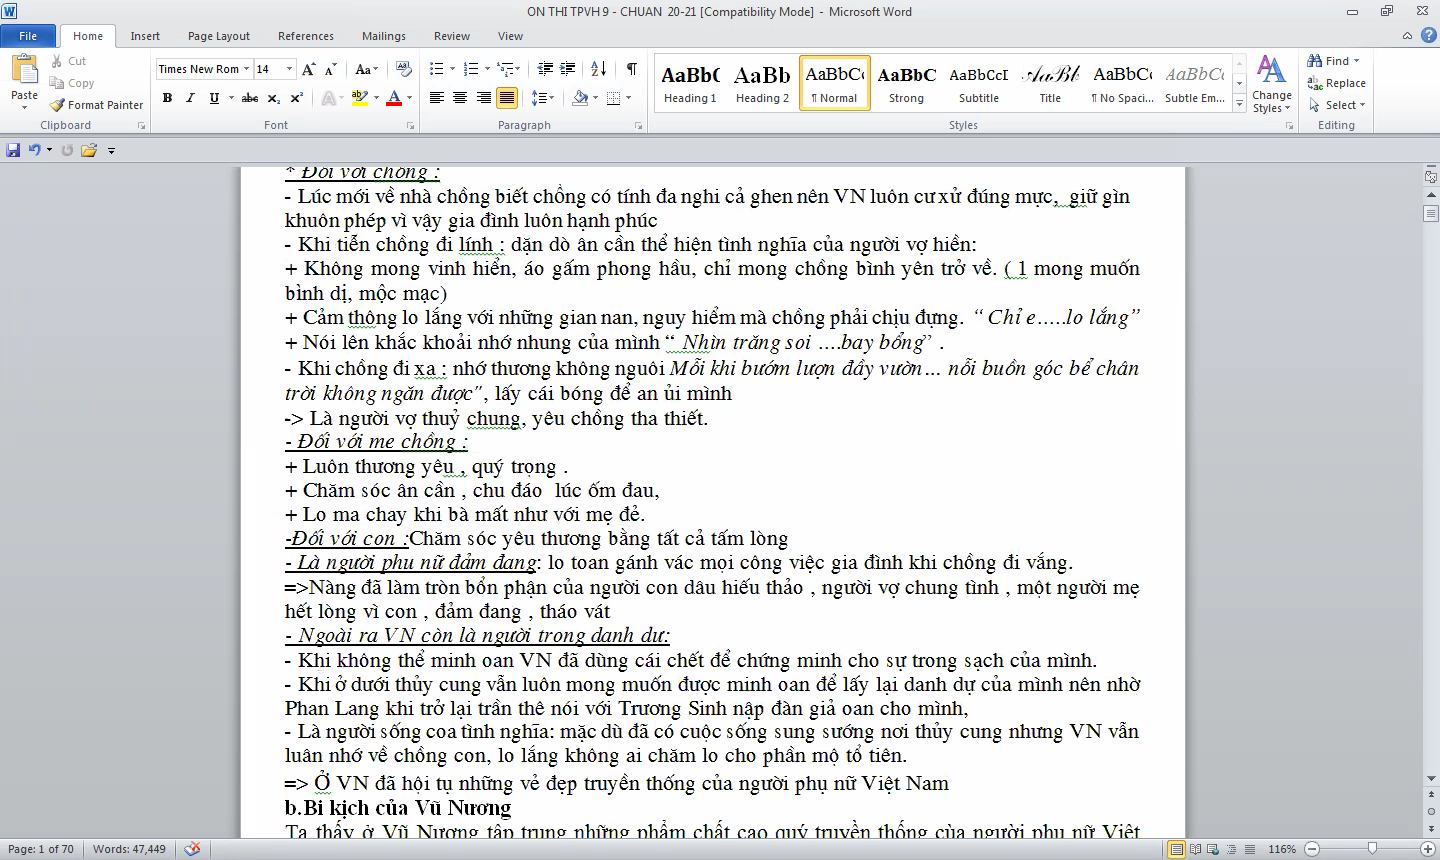 ON THI TPVH 9 - CHUAN 20-21 [Compatibility Mode] - Microsoft Word
File Home Insert Page Layout References Mailings Review View
Paste Cut Copy Format Painter Clipboard
Times New Rom 14 Font
Paragraph
AaBbC AaBb AaBbCc AaBbC AaBbCcI AaBb AaBbCc AaBbCc
Heading 1 Heading 2 ¶ Normal Strong Subtitle Title ¶ No Spaci... Subtle Em...
Styles Change Styles
Find Replace Select Editing
* Đối với chồng :
- Lúc mới về nhà chồng biết chồng có tính đa nghi cả ghen nên VN luôn cư xử đúng mực, giữ gìn
khuôn phép vì vậy gia đình luôn hạnh phúc
- Khi tiễn chồng đi lính : dặn dò ân cần thể hiện tình nghĩa của người vợ hiền:
+ Không mong vinh hiển, áo gấm phong hầu, chỉ mong chồng bình yên trở về. ( 1 mong muốn
bình dị, mộc mạc)
+ Cảm thông lo lắng với những gian nan, nguy hiểm mà chồng phải chịu đựng. “ Chỉ e…..lo lắng”
+ Nói lên khắc khoải nhớ nhung của mình “ Nhìn trăng soi ….bay bổng” .
- Khi chồng đi xa : nhớ thương không nguôi Mỗi khi bướm lượn đầy vườn… nỗi buồn góc bể chân
trời không ngăn được", lấy cái bóng để an ủi mình
-> Là người vợ thuỷ chung, yêu chồng tha thiết.
- Đối với mẹ chồng :
+ Luôn thương yêu , quý trọng .
+ Chăm sóc ân cần , chu đáo lúc ốm đau,
+ Lo ma chay khi bà mất như với mẹ đẻ.
-Đối với con :Chăm sóc yêu thương bằng tất cả tấm lòng
- Là người phụ nữ đảm đang: lo toan gánh vác mọi công việc gia đình khi chồng đi vắng.
=>Nàng đã làm tròn bổn phận của người con dâu hiếu thảo , người vợ chung tình , một người mẹ
hết lòng vì con , đảm đang , tháo vát
- Ngoài ra VN còn là người trọng danh dự:
- Khi không thể minh oan VN đã dùng cái chết để chứng minh cho sự trong sạch của mình.
- Khi ở dưới thủy cung vẫn luôn mong muốn được minh oan để lấy lại danh dự của mình nên nhờ
Phan Lang khi trở lại trần thê nói với Trương Sinh nập đàn giả oan cho mình,
- Là người sống coa tình nghĩa: mặc dù đã có cuộc sống sung sướng nơi thủy cung nhưng VN vẫn
luân nhớ về chồng con, lo lắng không ai chăm lo cho phần mộ tổ tiên.
=> Ở VN đã hội tụ những vẻ đẹp truyền thống của người phụ nữ Việt Nam
b.Bi kịch của Vũ Nương
Ta thấy ở Vũ Nương tập trung những phẩm chất cao quý truyền thống của người phụ nữ Việt
Page: 1 of 70 Words: 47,449 116%